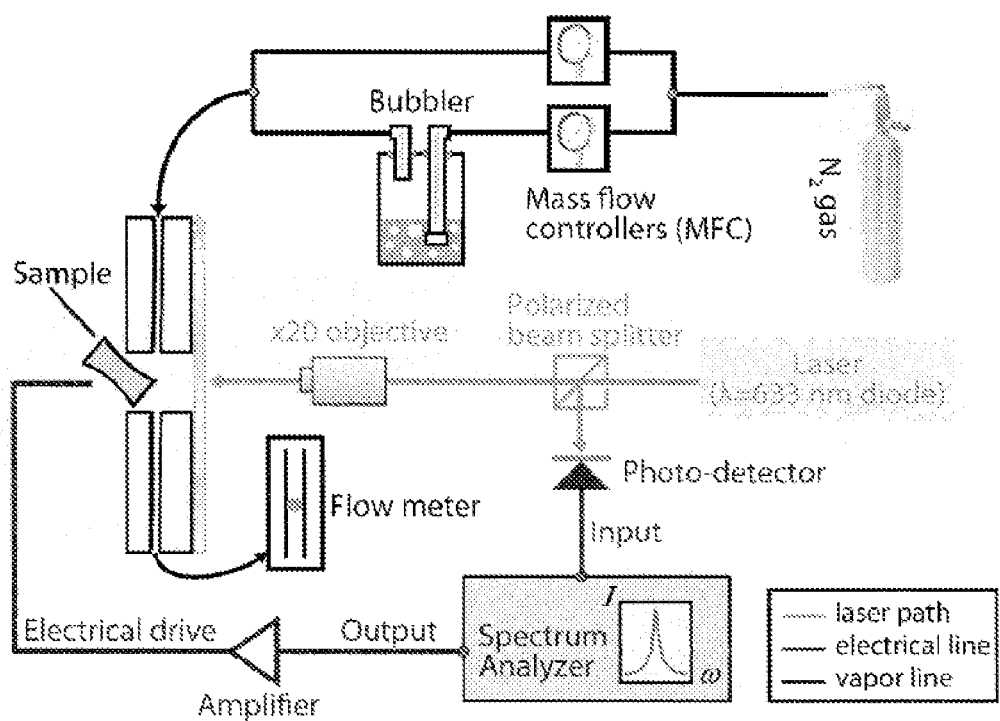 Bubbler
Mass flow
controllers (MFC)
N₂ gas
Sample
x20 objective
Polarized
beam splitter
Laser
(λ=633 nm diode)
Photo-detector
Flow meter
Input
I
Electrical drive
Output
Spectrum
Analyzer
ω
Amplifier
laser path
electrical line
vapor line